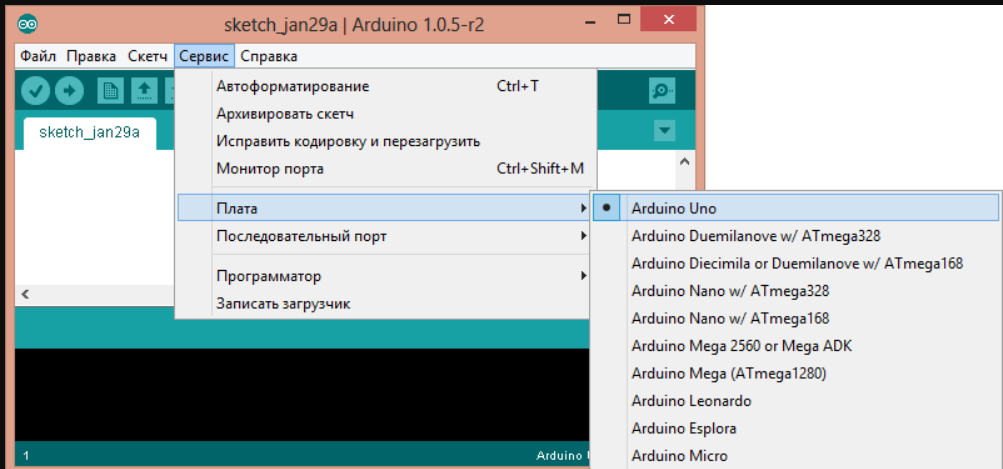 sketch_jan29a | Arduino 1.0.5-r2
Файл Правка Скетч Сервис Справка
sketch_jan29a
Автоформатирование Ctrl+T
Архивировать скетч
Исправить кодировку и перезагрузить
Монитор порта Ctrl+Shift+M
Плата
Последовательный порт
Программатор
Записать загрузчик
Arduino Uno
Arduino Duemilanove w/ ATmega328
Arduino Diecimila or Duemilanove w/ ATmega168
Arduino Nano w/ ATmega328
Arduino Nano w/ ATmega168
Arduino Mega 2560 or Mega ADK
Arduino Mega (ATmega1280)
Arduino Leonardo
Arduino Esplora
Arduino Micro
1 Arduino